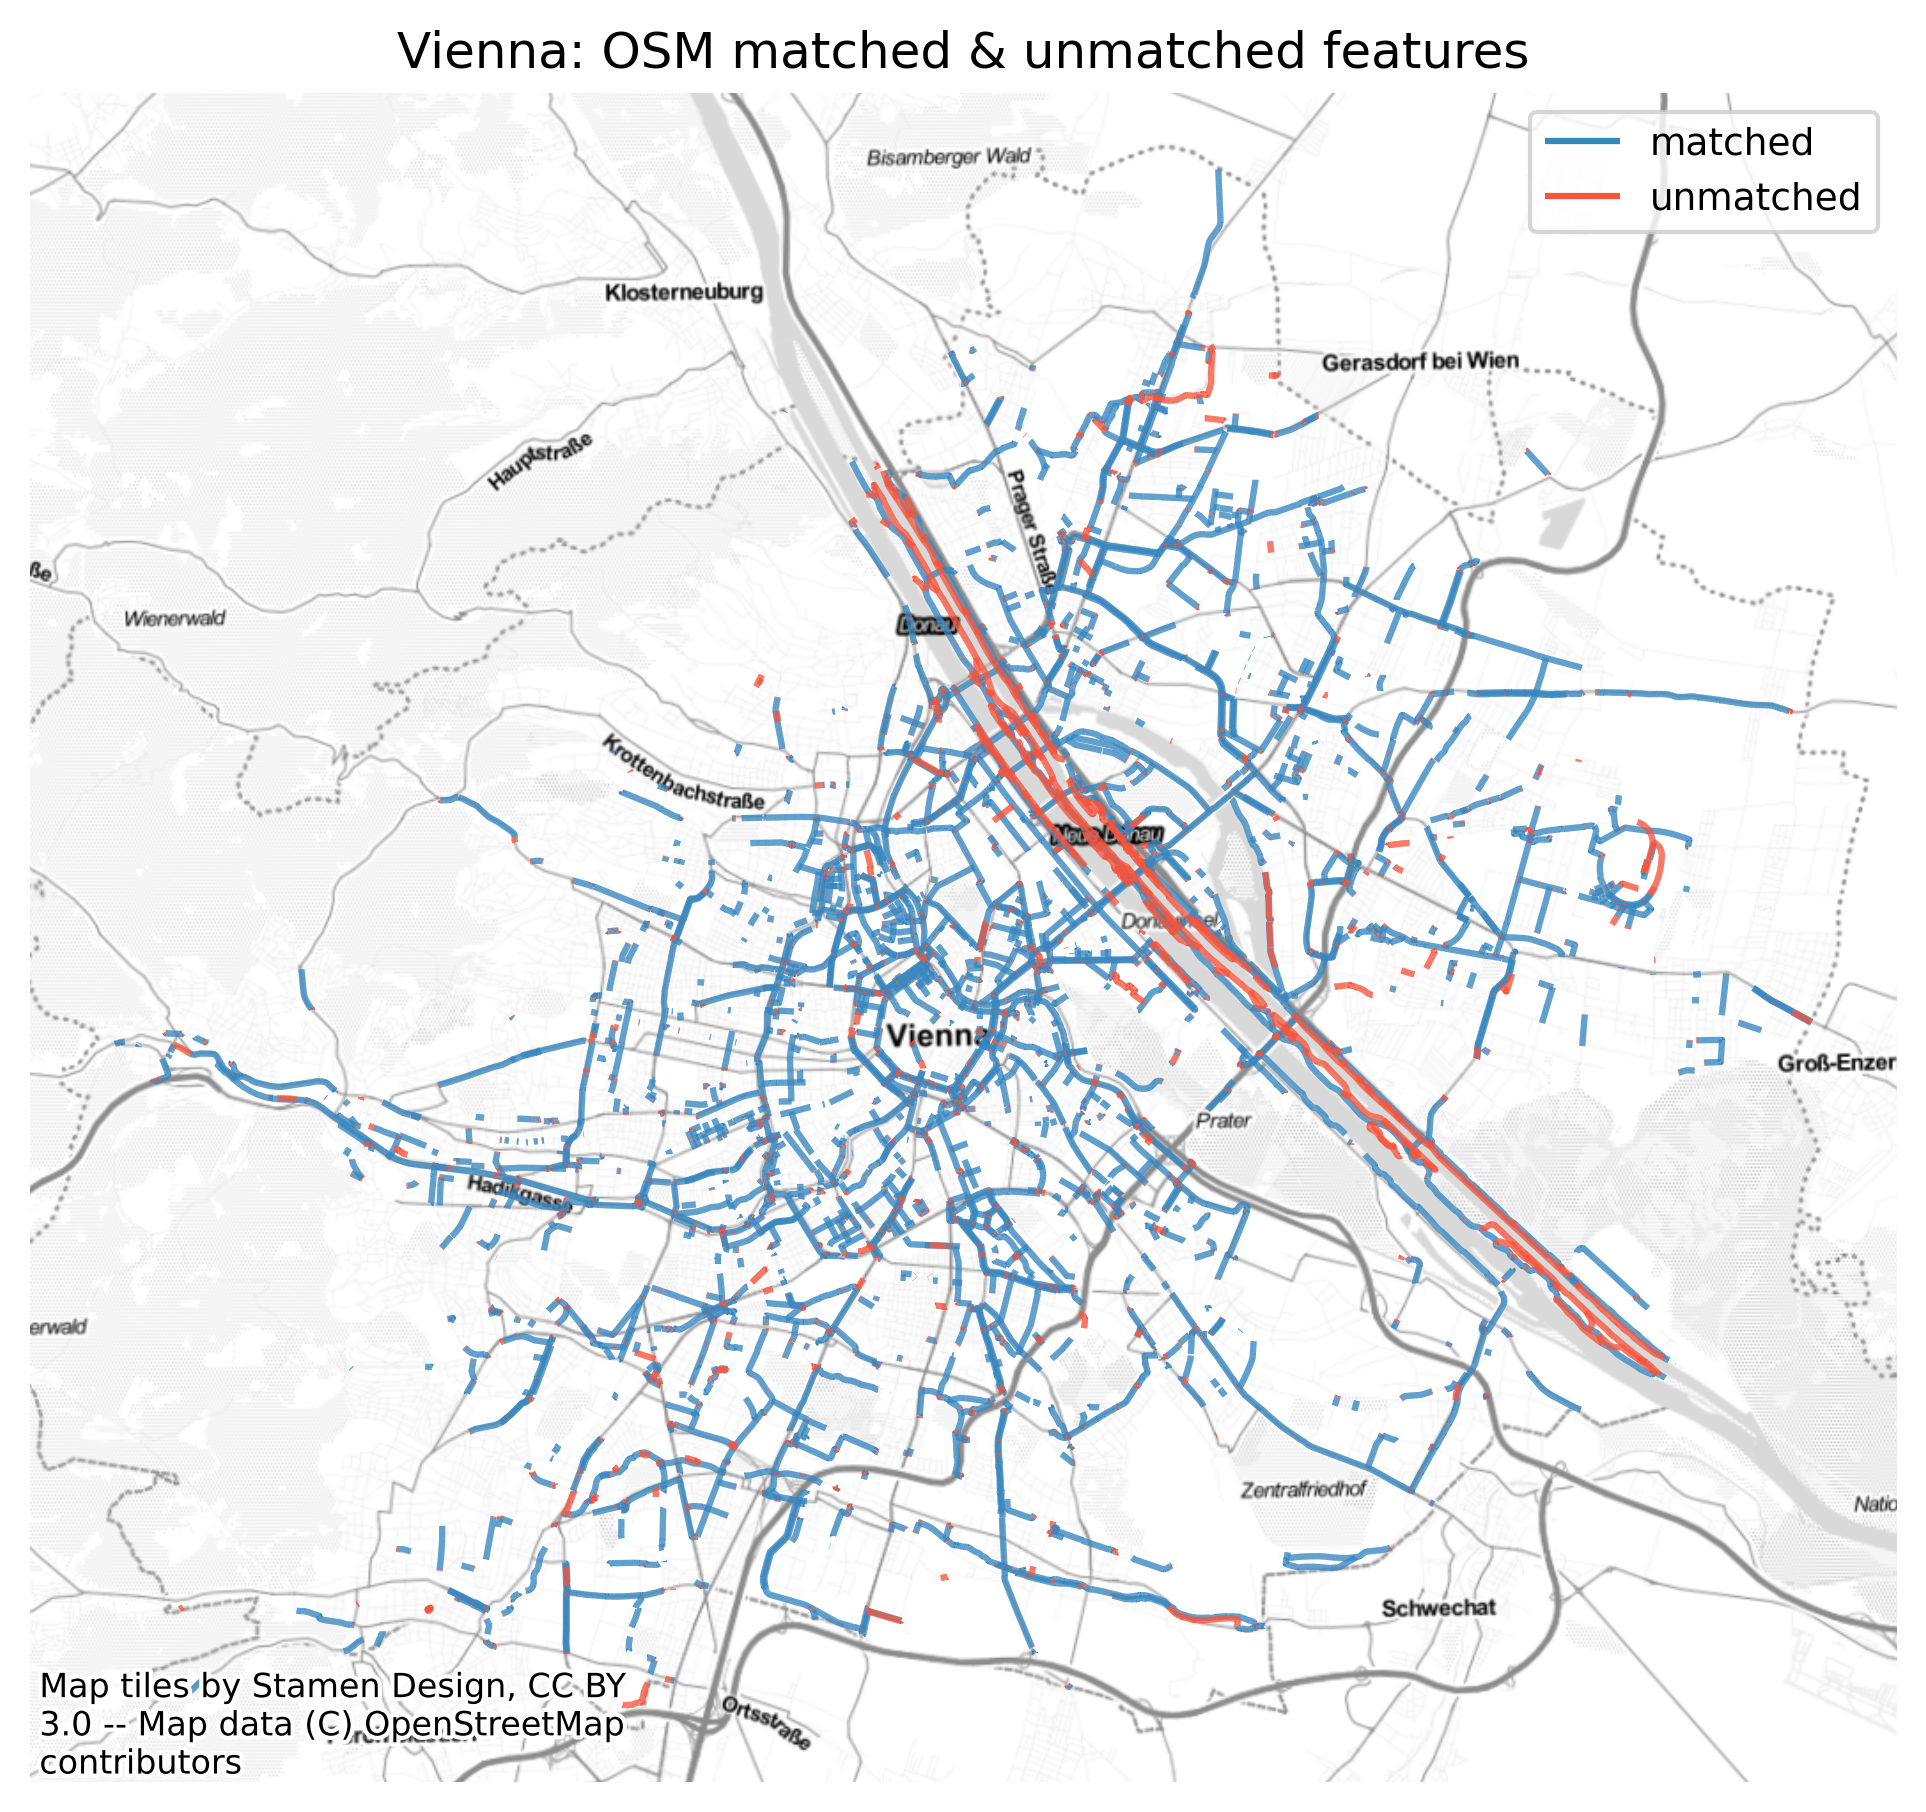 Vienna: OSM matched & unmatched features
matched
unmatched
Bisamberger Wald
Klosterneuburg
Gerasdorf bei Wien
Hauptstraße
Prager Straße
ße
Wienerwald
Donau
Krottenbachstraße
Neue Donau
Donauinsel
Vienna
Groß-Enzer
Prater
Hadikgasse
erwald
Zentralfriedhof
Natio
Schwechat
Ortsstraße
Map tiles by Stamen Design, CC BY
3.0 -- Map data (C) OpenStreetMap
contributors